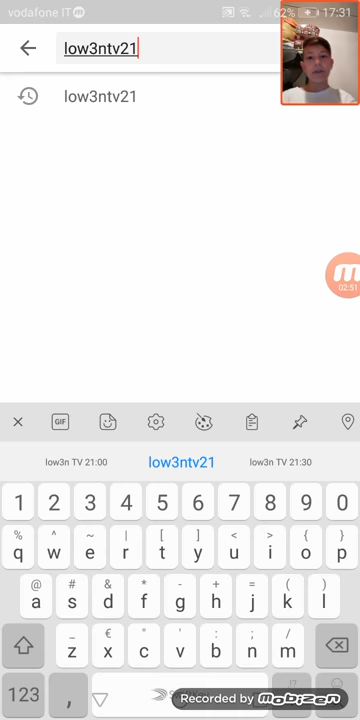 vodafone IT 62% 17:31
low3ntv21
low3ntv21
02:51
GIF
low3n TV 21:00 low3ntv21 low3n TV 21:30
1 2 3 4 5 6 7 8 9 0
% ^ ~ | [ ] < > { }
q w e r t y u i o p
@ # & * - + = ( )
a s d f g h j k l
_ € " ' : ; /
z x c v b n m
123 , !?
Recorded by mobizen